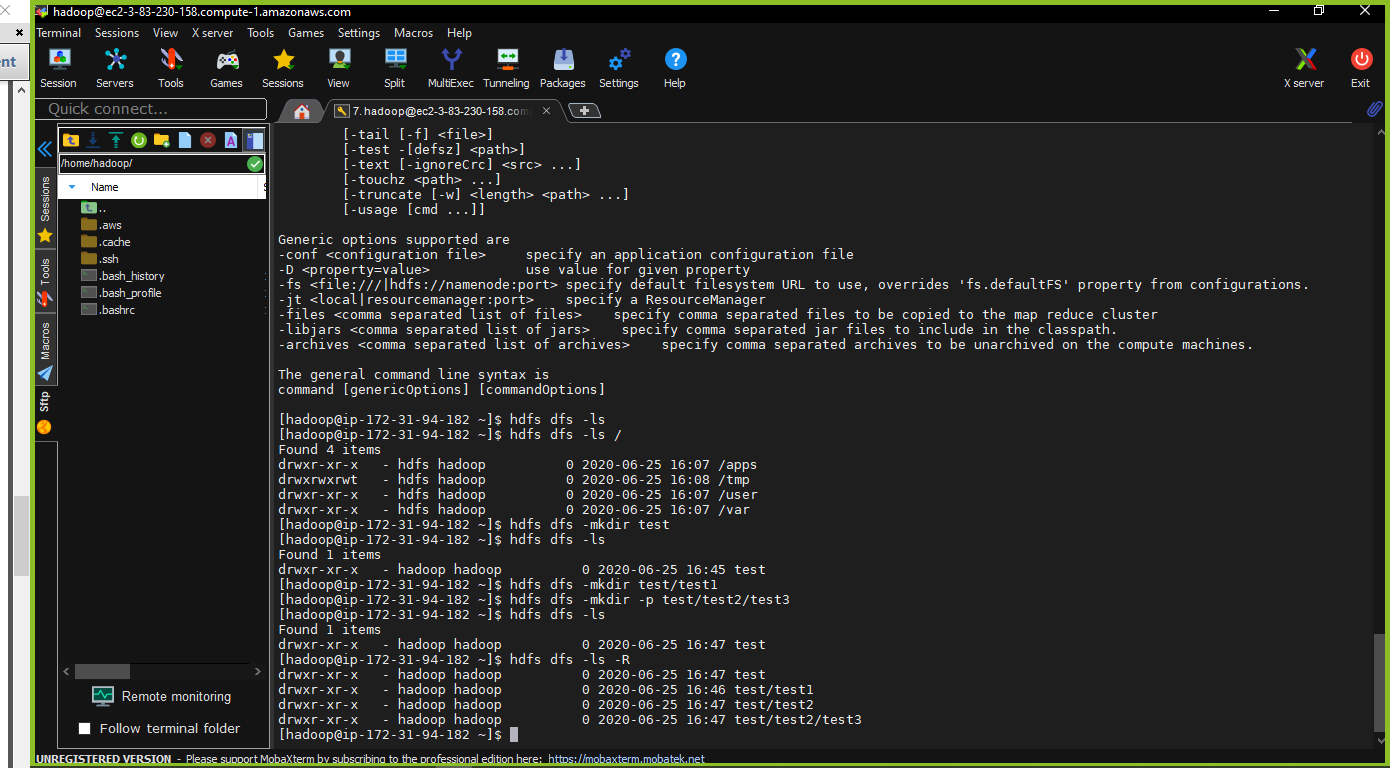 hadoop@ec2-3-83-230-158.compute-1.amazonaws.com
Terminal Sessions View X server Tools Games Settings Macros Help
nt
Session Servers Tools Games Sessions View Split MultiExec Tunneling Packages Settings Help X server Exit
Quick connect...
7. hadoop@ec2-3-83-230-158.com
/home/hadoop/
Name
..
.aws
.cache
.ssh
.bash_history
.bash_profile
.bashrc
Sessions
Tools
Macros
Sftp
Remote monitoring
Follow terminal folder
[-tail [-f] <file>]
[-test -[defsz] <path>]
[-text [-ignoreCrc] <src> ...]
[-touchz <path> ...]
[-truncate [-w] <length> <path> ...]
[-usage [cmd ...]]
Generic options supported are
-conf <configuration file>     specify an application configuration file
-D <property=value>            use value for given property
-fs <file:///|hdfs://namenode:port> specify default filesystem URL to use, overrides 'fs.defaultFS' property from configurations.
-jt <local|resourcemanager:port>    specify a ResourceManager
-files <comma separated list of files>    specify comma separated files to be copied to the map reduce cluster
-libjars <comma separated list of jars>    specify comma separated jar files to include in the classpath.
-archives <comma separated list of archives>    specify comma separated archives to be unarchived on the compute machines.
The general command line syntax is
command [genericOptions] [commandOptions]
[hadoop@ip-172-31-94-182 ~]$ hdfs dfs -ls
[hadoop@ip-172-31-94-182 ~]$ hdfs dfs -ls /
Found 4 items
drwxr-xr-x   - hdfs hadoop          0 2020-06-25 16:07 /apps
drwxrwxrwt   - hdfs hadoop          0 2020-06-25 16:08 /tmp
drwxr-xr-x   - hdfs hadoop          0 2020-06-25 16:07 /user
drwxr-xr-x   - hdfs hadoop          0 2020-06-25 16:07 /var
[hadoop@ip-172-31-94-182 ~]$ hdfs dfs -mkdir test
[hadoop@ip-172-31-94-182 ~]$ hdfs dfs -ls
Found 1 items
drwxr-xr-x   - hadoop hadoop          0 2020-06-25 16:45 test
[hadoop@ip-172-31-94-182 ~]$ hdfs dfs -mkdir test/test1
[hadoop@ip-172-31-94-182 ~]$ hdfs dfs -mkdir -p test/test2/test3
[hadoop@ip-172-31-94-182 ~]$ hdfs dfs -ls
Found 1 items
drwxr-xr-x   - hadoop hadoop          0 2020-06-25 16:47 test
[hadoop@ip-172-31-94-182 ~]$ hdfs dfs -ls -R
drwxr-xr-x   - hadoop hadoop          0 2020-06-25 16:47 test
drwxr-xr-x   - hadoop hadoop          0 2020-06-25 16:46 test/test1
drwxr-xr-x   - hadoop hadoop          0 2020-06-25 16:47 test/test2
drwxr-xr-x   - hadoop hadoop          0 2020-06-25 16:47 test/test2/test3
[hadoop@ip-172-31-94-182 ~]$
UNREGISTERED VERSION - Please support MobaXterm by subscribing to the professional edition here: https://mobaxterm.mobatek.net